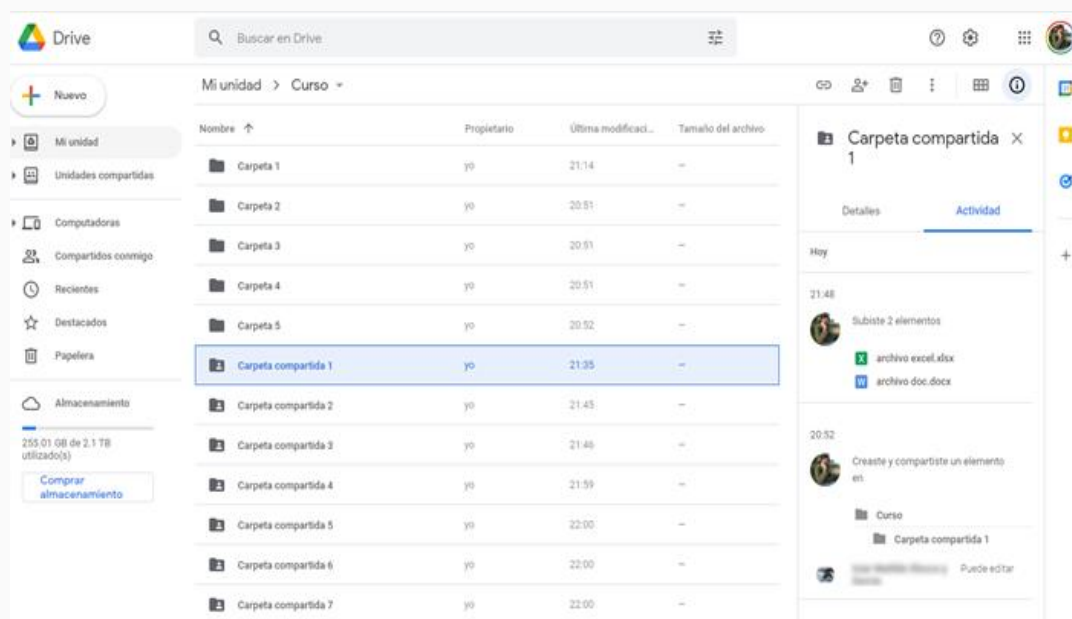 Drive
Buscar en Drive
Nuevo
Mi unidad
Unidades compartidas
Computadoras
Compartidos conmigo
Recientes
Destacados
Papelera
Almacenamiento
255.01 GB de 2.1 TB
utilizado(s)
Comprar
almacenamiento
Mi unidad > Curso
Nombre Propietario Última modificaci... Tamaño del archivo
Carpeta 1 yo 21:14 —
Carpeta 2 yo 20:51 —
Carpeta 3 yo 20:51 —
Carpeta 4 yo 20:51 —
Carpeta 5 yo 20:52 —
Carpeta compartida 1 yo 21:35 —
Carpeta compartida 2 yo 21:45 —
Carpeta compartida 3 yo 21:46 —
Carpeta compartida 4 yo 21:59 —
Carpeta compartida 5 yo 22:00 —
Carpeta compartida 6 yo 22:00 —
Carpeta compartida 7 yo 22:00 —
Carpeta compartida
1
Detalles Actividad
Hoy
21:48
Subiste 2 elementos
X archivo excel.xlsx
W archivo doc.docx
20:52
Creaste y compartiste un elemento
en
Curso
Carpeta compartida 1
Puede editar